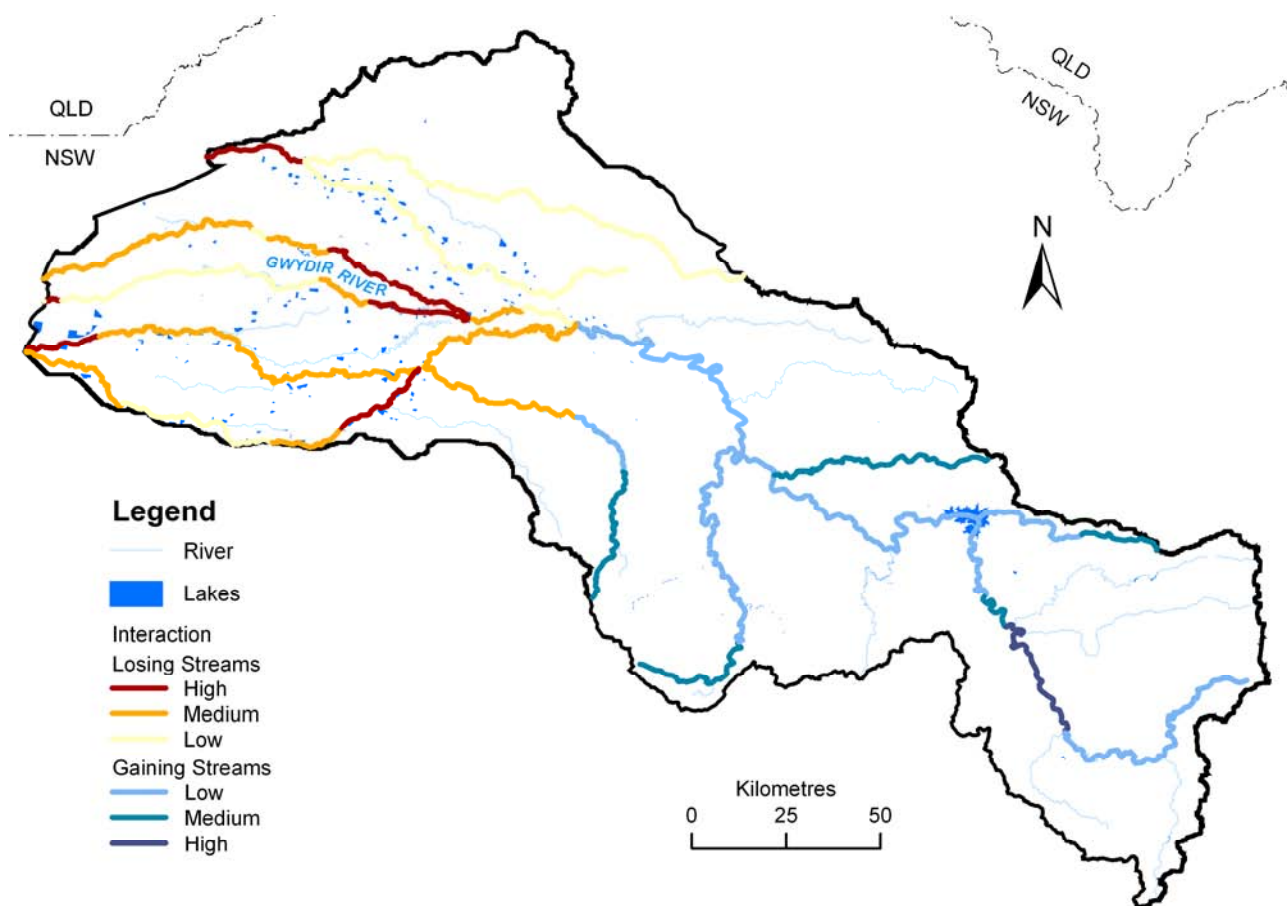 QLD
NSW
QLD
NSW
N
GWYDIR RIVER
Legend
River
Lakes
Interaction
Losing Streams
High
Medium
Low
Gaining Streams
Low
Medium
High
Kilometres
0 25 50